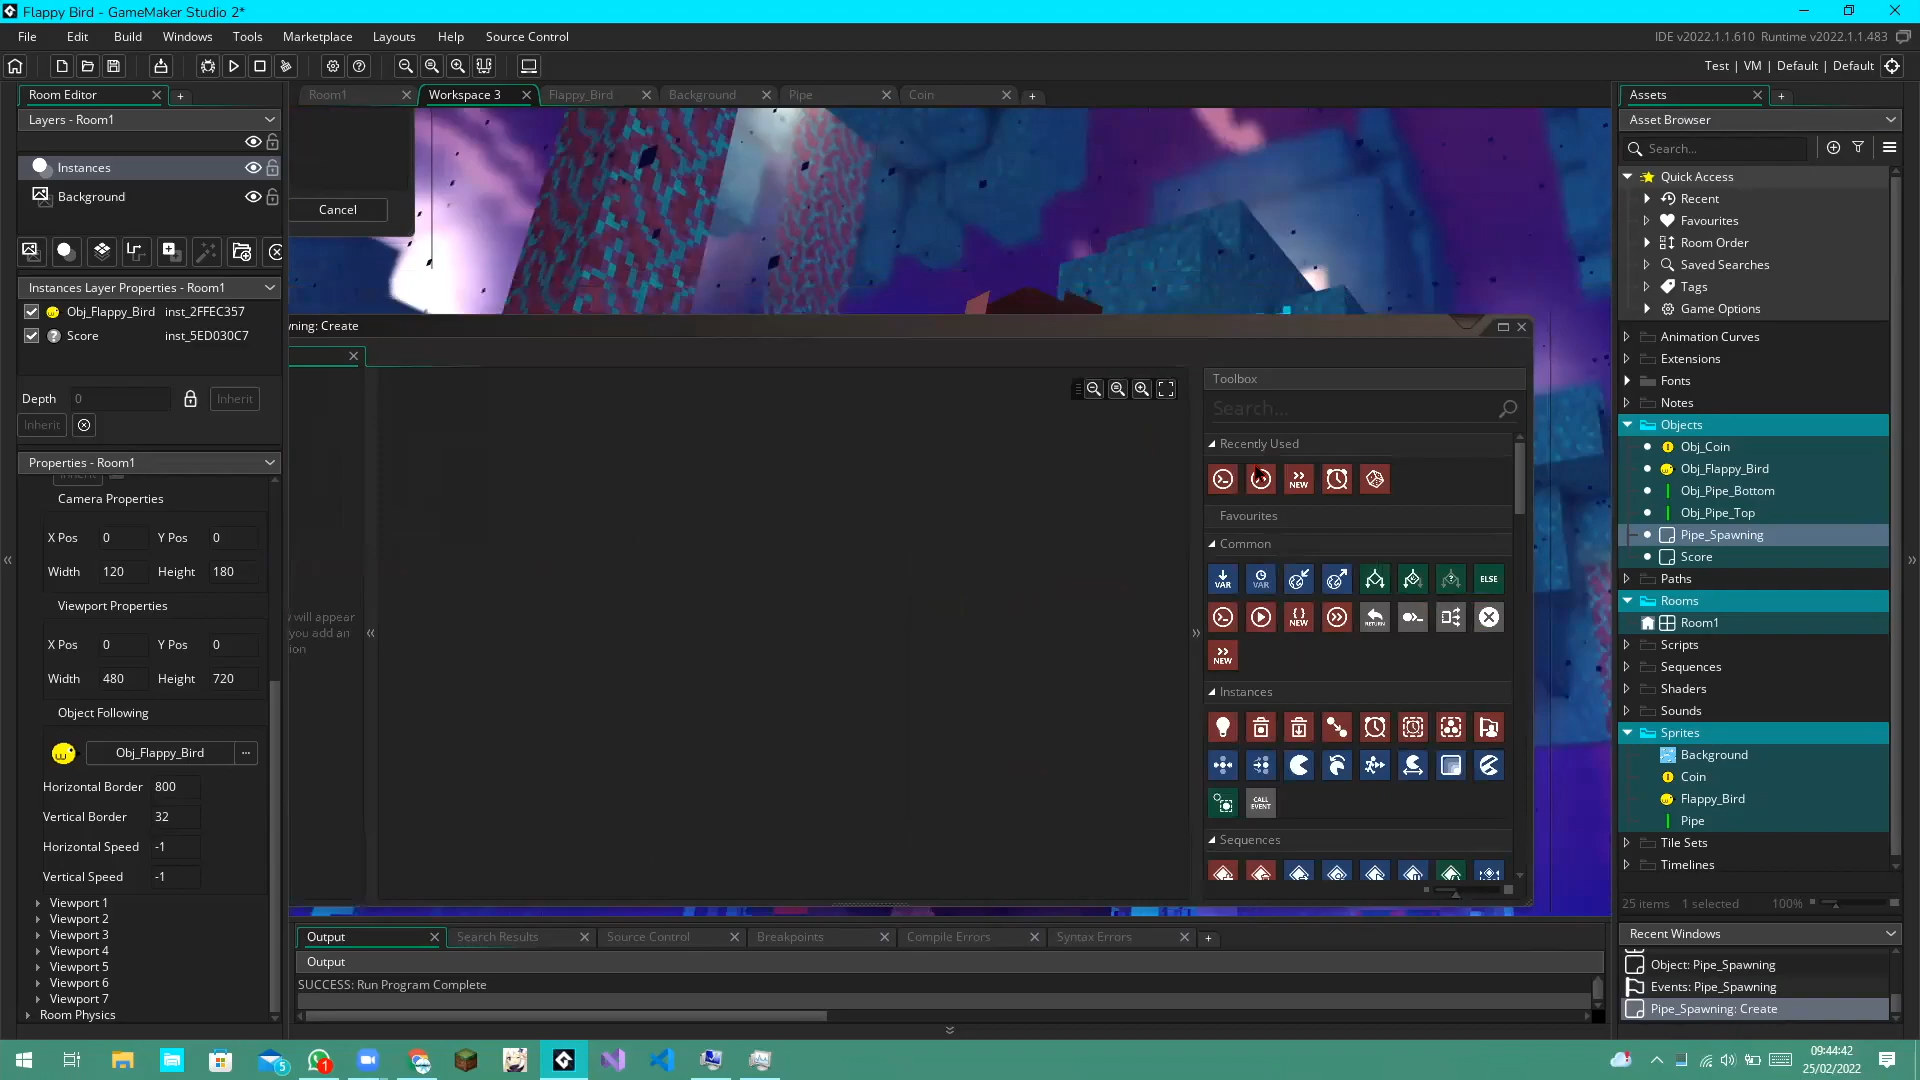 Flappy Bird - GameMaker Studio 2*
File Edit Build Windows Tools Marketplace Layouts Help Source Control
IDE v2022.1.1.610 Runtime v2022.1.1.483
Test | VM | Default | Default
Room Editor
Layers - Room1
Instances
Background
Instances Layer Properties - Room1
Obj_Flappy_Bird inst_2FFEC357
Score inst_5ED030C7
Depth 0 Inherit
Inherit
Properties - Room1
Camera Properties
X Pos 0 Y Pos 0
Width 120 Height 180
Viewport Properties
X Pos 0 Y Pos 0
Width 480 Height 720
Object Following
Obj_Flappy_Bird ...
Horizontal Border 800
Vertical Border 32
Horizontal Speed -1
Vertical Speed -1
Viewport 1
Viewport 2
Viewport 3
Viewport 4
Viewport 5
Viewport 6
Viewport 7
Room Physics
Room1 Workspace 3 Flappy_Bird Background Pipe Coin
Cancel
wning: Create
will appear
you add an
ion
Toolbox
Search...
Recently Used
NEW
Favourites
Common
VAR VAR ELSE
NEW RETURN
NEW
Instances
CALL
EVENT
Sequences
Output Search Results Source Control Breakpoints Compile Errors Syntax Errors
Output
SUCCESS: Run Program Complete
Assets
Asset Browser
Search...
Quick Access
Recent
Favourites
Room Order
Saved Searches
Tags
Game Options
Animation Curves
Extensions
Fonts
Notes
Objects
Obj_Coin
Obj_Flappy_Bird
Obj_Pipe_Bottom
Obj_Pipe_Top
Pipe_Spawning
Score
Paths
Rooms
Room1
Scripts
Sequences
Shaders
Sounds
Sprites
Background
Coin
Flappy_Bird
Pipe
Tile Sets
Timelines
25 items 1 selected 100%
Recent Windows
Object: Pipe_Spawning
Events: Pipe_Spawning
Pipe_Spawning: Create
5 1
09:44:42
25/02/2022